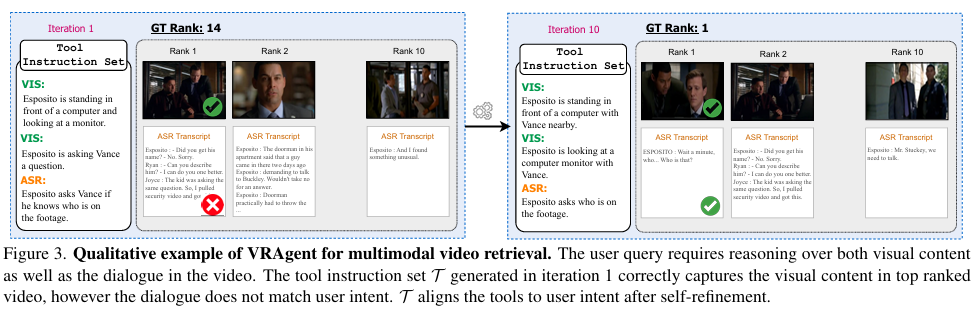 Iteration 1
GT Rank: 14
Tool
Instruction Set
VIS:
Esposito is standing in
front of a computer and
looking at a monitor.
VIS:
Esposito is asking Vance
a question.
ASR:
Esposito asks Vance if
he knows who is on
the footage.
Rank 1
Rank 2
Rank 10
ASR Transcript
Esposito : - Did you get his
name? - No. Sorry.
Ryan : - Can you describe
him? - I can do you one better.
Joyce : The kid was asking the
same question. So, I pulled
security video and got
ASR Transcript
Esposito : The doorman in his
apartment said that a guy
came in there two days ago
Esposito : demanding to talk
to Buckley. Wouldn't take no
for an answer.
Esposito : Doorman
practically had to throw the
...
ASR Transcript
Esposito : And I found
something unusual.
Iteration 10
GT Rank: 1
Tool
Instruction Set
VIS:
Esposito is standing in
front of a computer with
Vance nearby.
VIS:
Esposito is looking at a
computer monitor with
Vance.
ASR:
Esposito asks who is on
the footage.
Rank 1
Rank 2
Rank 10
ASR Transcript
ESPOSITO : Wait a minute,
who... Who is that?
ASR Transcript
Esposito : - Did you get his
name? - No. Sorry.
Ryan : - Can you describe
him? - I can do you one better.
Joyce : The kid was asking the
same question. So, I pulled
security video and got this.
ASR Transcript
Esposito : Mr. Stuckey, we
need to talk.
Figure 3. Qualitative example of VRAgent for multimodal video retrieval. The user query requires reasoning over both visual content
as well as the dialogue in the video. The tool instruction set T generated in iteration 1 correctly captures the visual content in top ranked
video, however the dialogue does not match user intent. T aligns the tools to user intent after self-refinement.